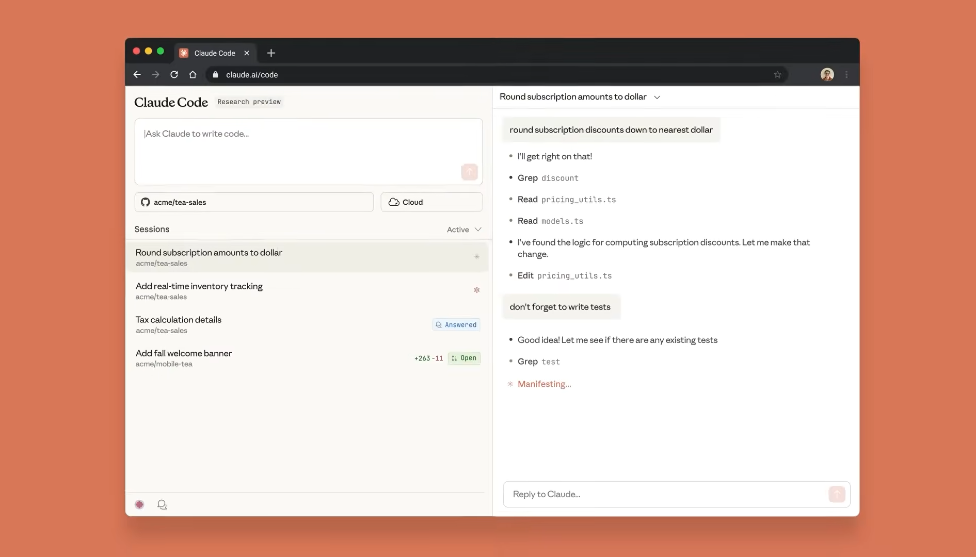 Claude Code
claude.ai/code
Claude Code
Research preview
Ask Claude to write code...
acme/tea-sales
Cloud
Sessions
Active
Round subscription amounts to dollar
acme/tea-sales
Add real-time inventory tracking
acme/tea-sales
Tax calculation details
acme/tea-sales
Answered
Add fall welcome banner
acme/mobile-tea
+263 -11
Open
Round subscription amounts to dollar
round subscription discounts down to nearest dollar
I'll get right on that!
Grep discount
Read pricing_utils.ts
Read models.ts
I've found the logic for computing subscription discounts. Let me make that
change.
Edit pricing_utils.ts
don't forget to write tests
Good idea! Let me see if there are any existing tests
Grep test
Manifesting...
Reply to Claude...